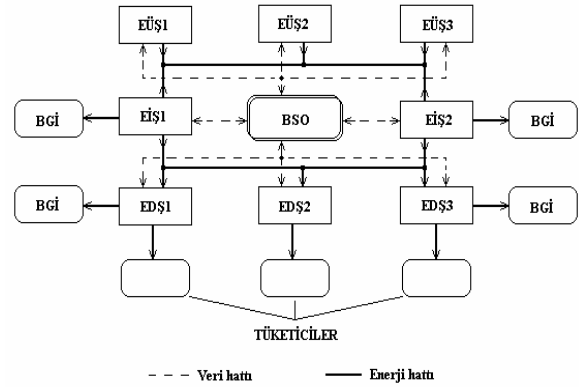 EÜŞ1 EÜŞ2 EÜŞ3
BGİ EİŞ1 BSO EİŞ2 BGİ
BGİ EDŞ1 EDŞ2 EDŞ3 BGİ
TÜKETİCİLER
Veri hattı Enerji hattı